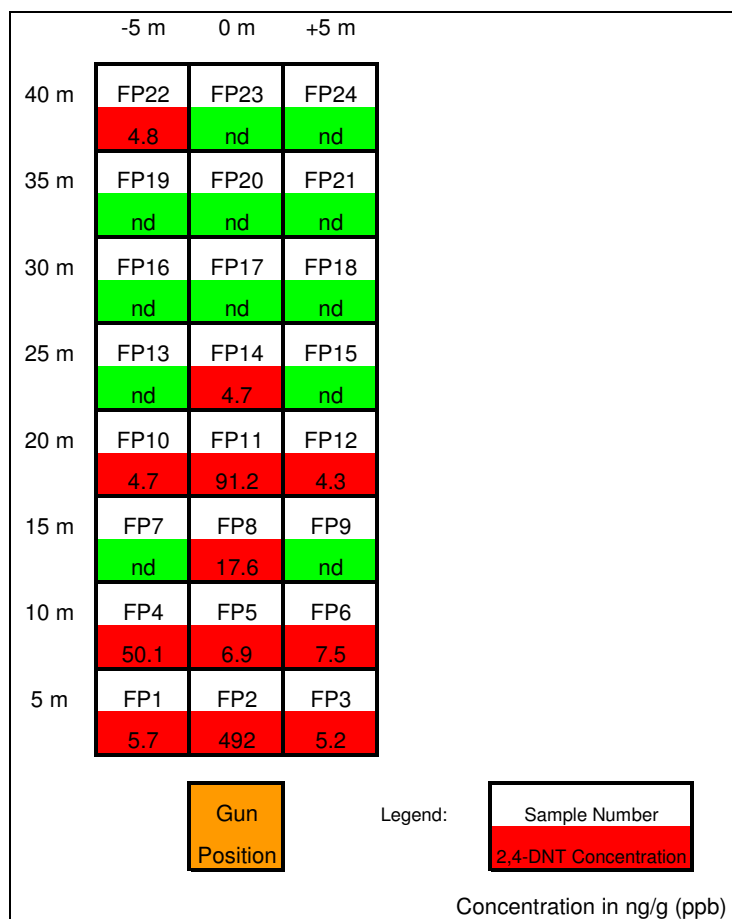 -5 m 0 m +5 m
40 m FP22 FP23 FP24
4.8 nd nd
35 m FP19 FP20 FP21
nd nd nd
30 m FP16 FP17 FP18
nd nd nd
25 m FP13 FP14 FP15
nd 4.7 nd
20 m FP10 FP11 FP12
4.7 91.2 4.3
15 m FP7 FP8 FP9
nd 17.6 nd
10 m FP4 FP5 FP6
50.1 6.9 7.5
5 m FP1 FP2 FP3
5.7 492 5.2
Gun Legend: Sample Number
Position 2,4-DNT Concentration
Concentration in ng/g (ppb)